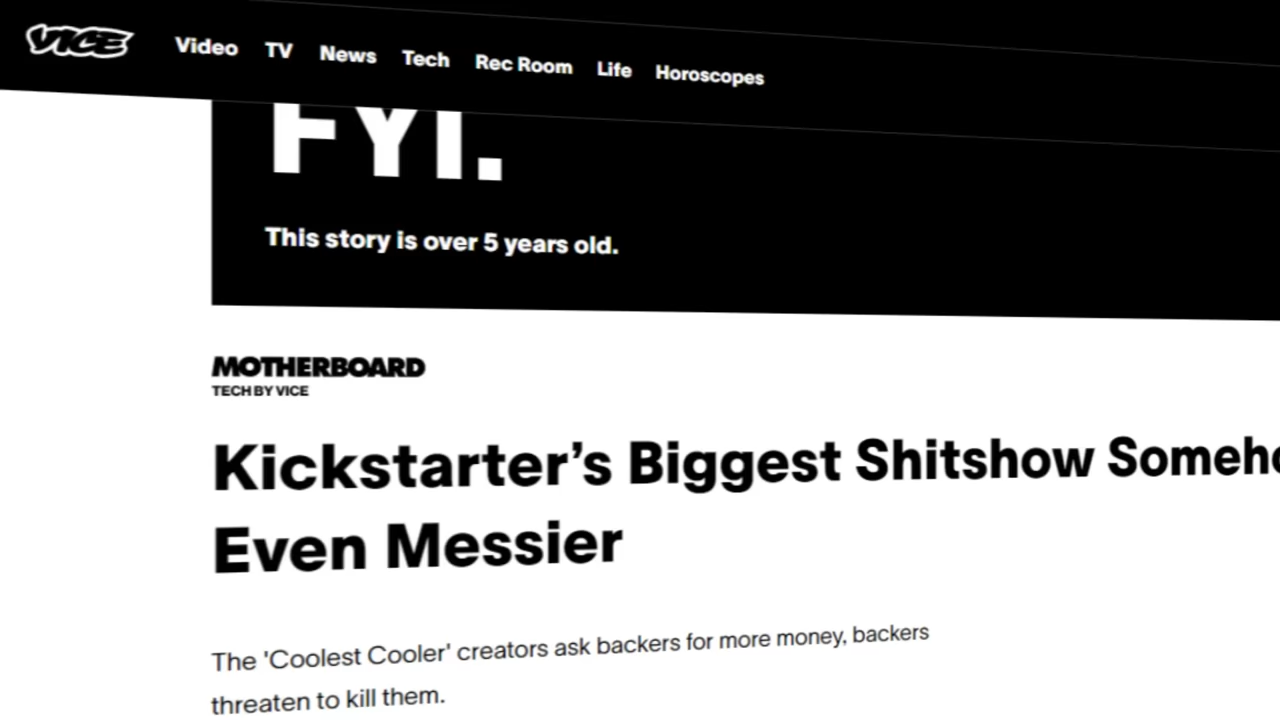 VICE Video TV News Tech Rec Room Life Horoscopes
FYI.
This story is over 5 years old.
MOTHERBOARD
TECH BY VICE
Kickstarter’s Biggest Shitshow
Even Messier
The 'Coolest Cooler' creators ask backers for more money, backers
threaten to kill them.